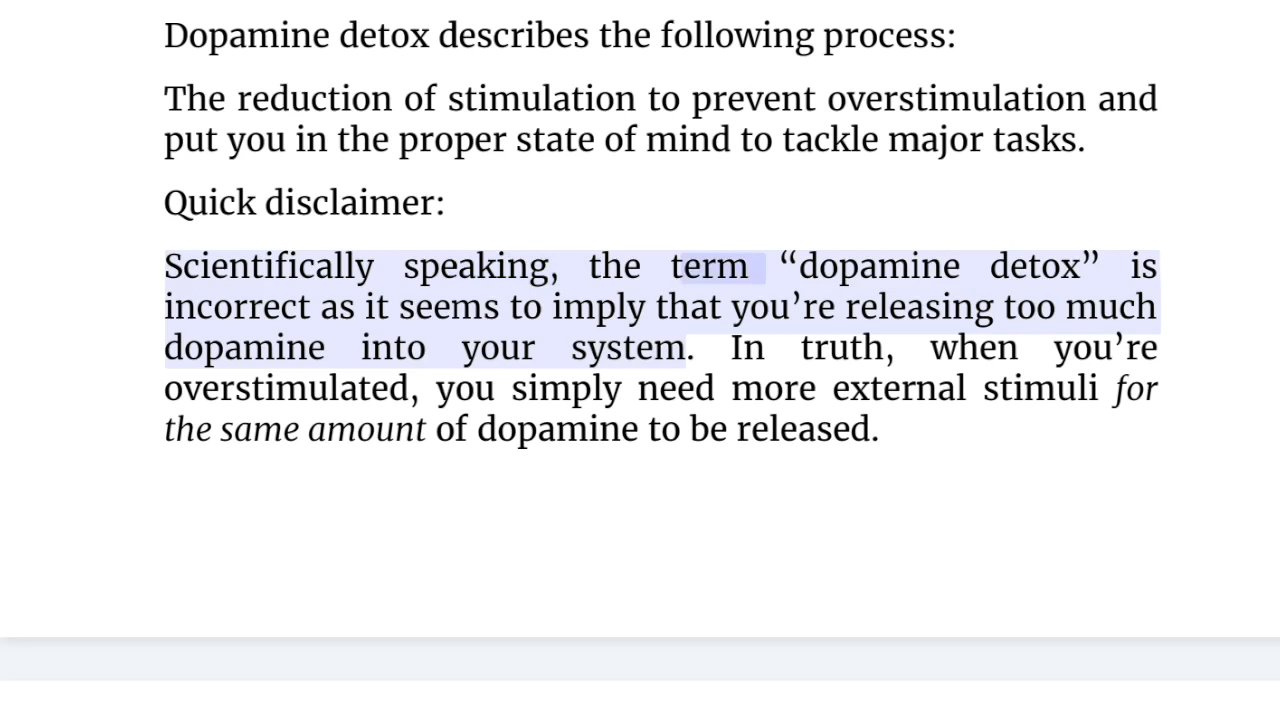 Dopamine detox describes the following process:
The reduction of stimulation to prevent overstimulation and
put you in the proper state of mind to tackle major tasks.
Quick disclaimer:
Scientifically speaking, the term “dopamine detox” is
incorrect as it seems to imply that you’re releasing too much
dopamine into your system. In truth, when you’re
overstimulated, you simply need more external stimuli for
the same amount of dopamine to be released.